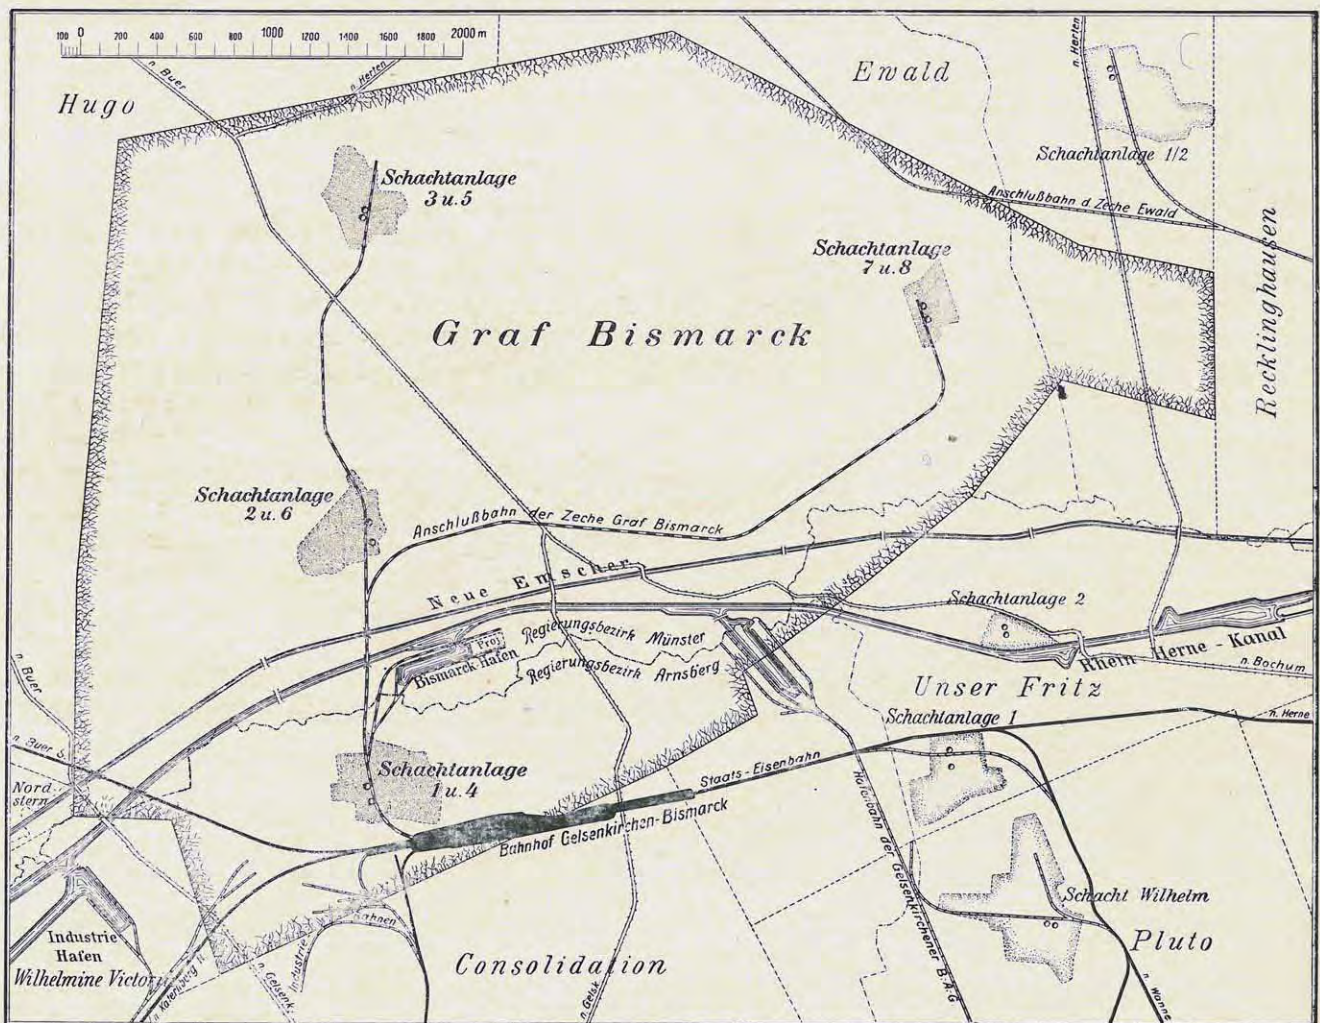 100 0 200 400 600 800 1000 1200 1400 1600 1800 2000 m
n. Buer
n. Herten
n. Herten
Hugo
Ewald
Schachtanlage 1/2
Schachtanlage
3 u. 5
Anschlußbahn d. Zeche Ewald
Recklinghausen
Schachtanlage
7 u. 8
Graf Bismarck
Schachtanlage
2 u. 6
Anschlußbahn der Zeche Graf Bismarck
Neue Emscher
Schachtanlage 2
Regierungsbezirk Münster
Proj.
Bismarck hafen
Regierungsbezirk Arnsberg
Rhein-Herne-Kanal
n. Bochum
n. Buer
Unser Fritz
Schachtanlage 1
n. Herne
n. Buer S.
Nord-
stern
Schachtanlage
1 u. 4
Staats-Eisenbahn
Bahnhof Gelsenkirchen-Bismarck
Hafenbahn der Gelsenkirchener B.A.G
Schacht Wilhelm
Pluto
Industrie
Hafen
Wilhelmine Victoria
n. Katernberg N.
n. Gelsenk.
Industrie
Bahnen
Consolidation
n. Gelsk.
n. Wanne